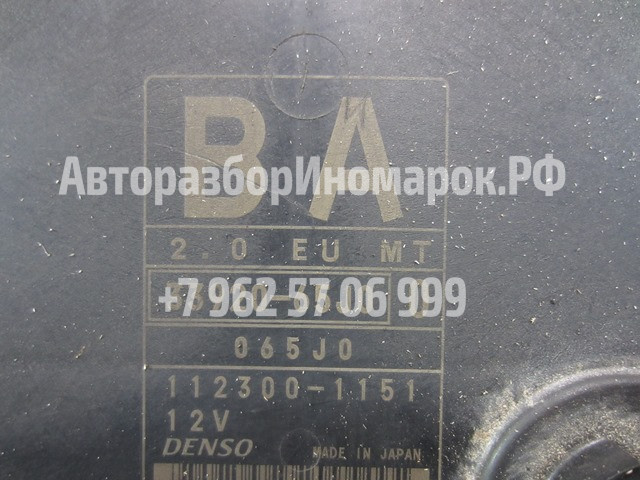 BA
АвторазборИномарок.РФ
2.0 EU MT
+7 962 57 06 999
065J0
112300-1151
12V
DENSO MADE IN JAPAN